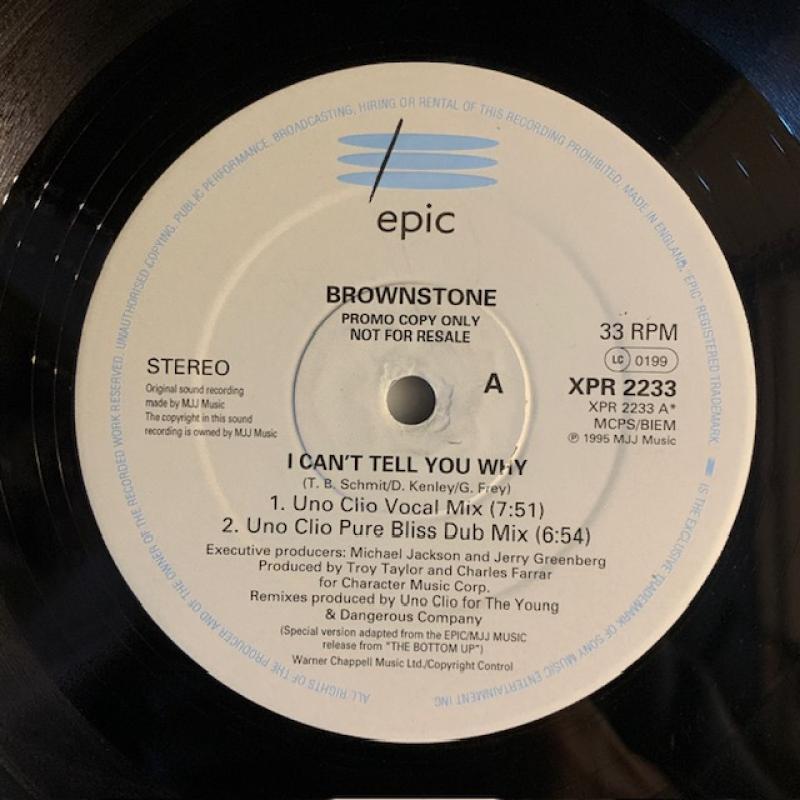 ALL RIGHTS OF THE PRODUCER AND OF THE OWNER OF THE RECORDED WORK RESERVED. UNAUTHORISED COPYING, PUBLIC PERFORMANCE, BROADCASTING, HIRING OR RENTAL OF THIS RECORDING PROHIBITED. MADE IN ENGLAND. "EPIC" REGISTERED TRADEMARK. IS THE EXCLUSIVE TRADEMARK OF SONY MUSIC ENTERTAINMENT INC
epic
BROWNSTONE
PROMO COPY ONLY
NOT FOR RESALE
STEREO
Original sound recording
made by MJJ Music
The copyright in this sound
recording is owned by MJJ Music
A
33 RPM
LC 0199
XPR 2233
XPR 2233 A*
MCPS/BIEM
℗ 1995 MJJ Music
I CAN'T TELL YOU WHY
(T. B. Schmit/D. Kenley/G. Frey)
1. Uno Clio Vocal Mix (7:51)
2. Uno Clio Pure Bliss Dub Mix (6:54)
Executive producers: Michael Jackson and Jerry Greenberg
Produced by Troy Taylor and Charles Farrar
for Character Music Corp.
Remixes produced by Uno Clio for The Young
& Dangerous Company
(Special version adapted from the EPIC/MJJ MUSIC
release from "THE BOTTOM UP")
Warner Chappell Music Ltd./Copyright Control